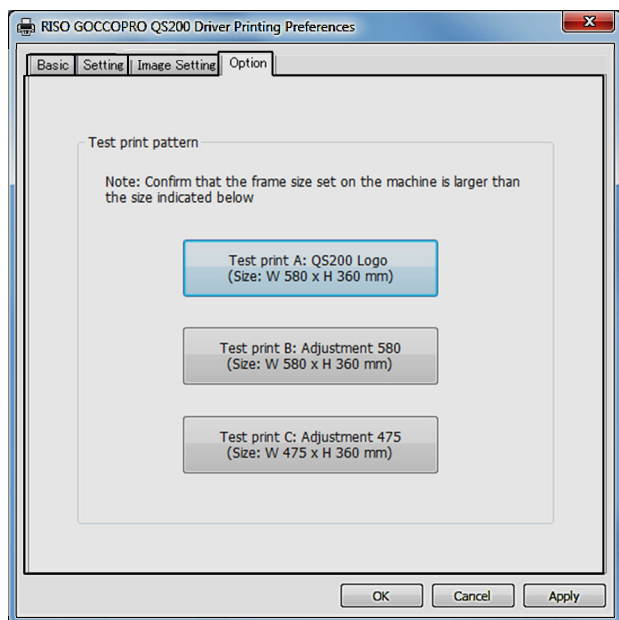 RISO GOCCOPRO QS200 Driver Printing Preferences
Basic Setting Image Setting Option
Test print pattern
Note: Confirm that the frame size set on the machine is larger than
the size indicated below
Test print A: QS200 Logo
(Size: W 580 x H 360 mm)
Test print B: Adjustment 580
(Size: W 580 x H 360 mm)
Test print C: Adjustment 475
(Size: W 475 x H 360 mm)
OK Cancel Apply